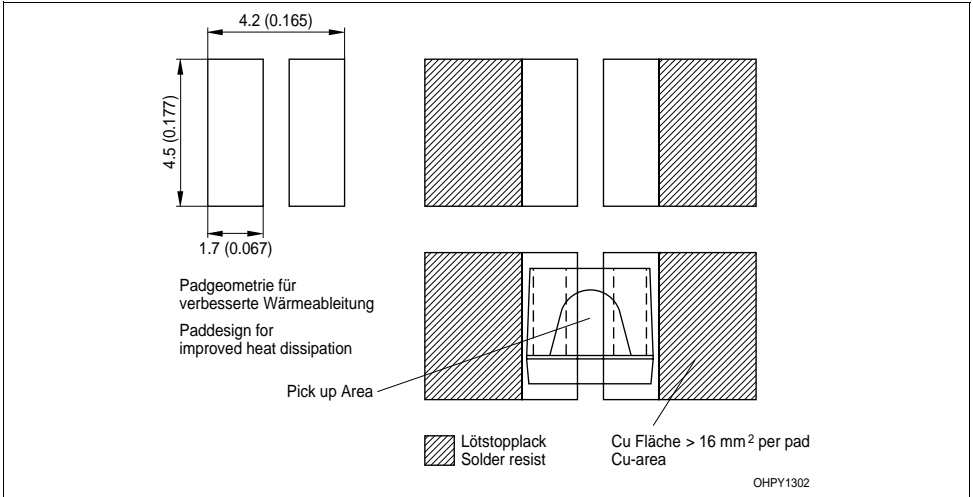 4.2 (0.165)
4.5 (0.177)
1.7 (0.067)
Padgeometrie für
verbesserte Wärmeableitung
Paddesign for
improved heat dissipation
Pick up Area
Lötstopplack
Solder resist
Cu Fläche > 16 mm² per pad
Cu-area
OHPY1302